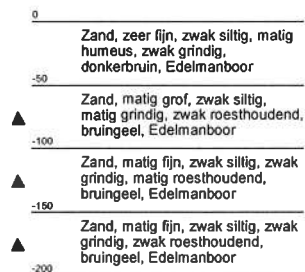 0
Zand, zeer fijn, zwak siltig, matig
humeus, zwak grindig,
donkerbruin, Edelmanboor
-50
Zand, matig grof, zwak siltig,
matig grindig, zwak roesthoudend,
bruingeel, Edelmanboor
-100
Zand, matig fijn, zwak siltig, zwak
grindig, matig roesthoudend,
bruingeel, Edelmanboor
-150
Zand, matig fijn, zwak siltig, zwak
grindig, zwak roesthoudend,
bruingeel, Edelmanboor
-200